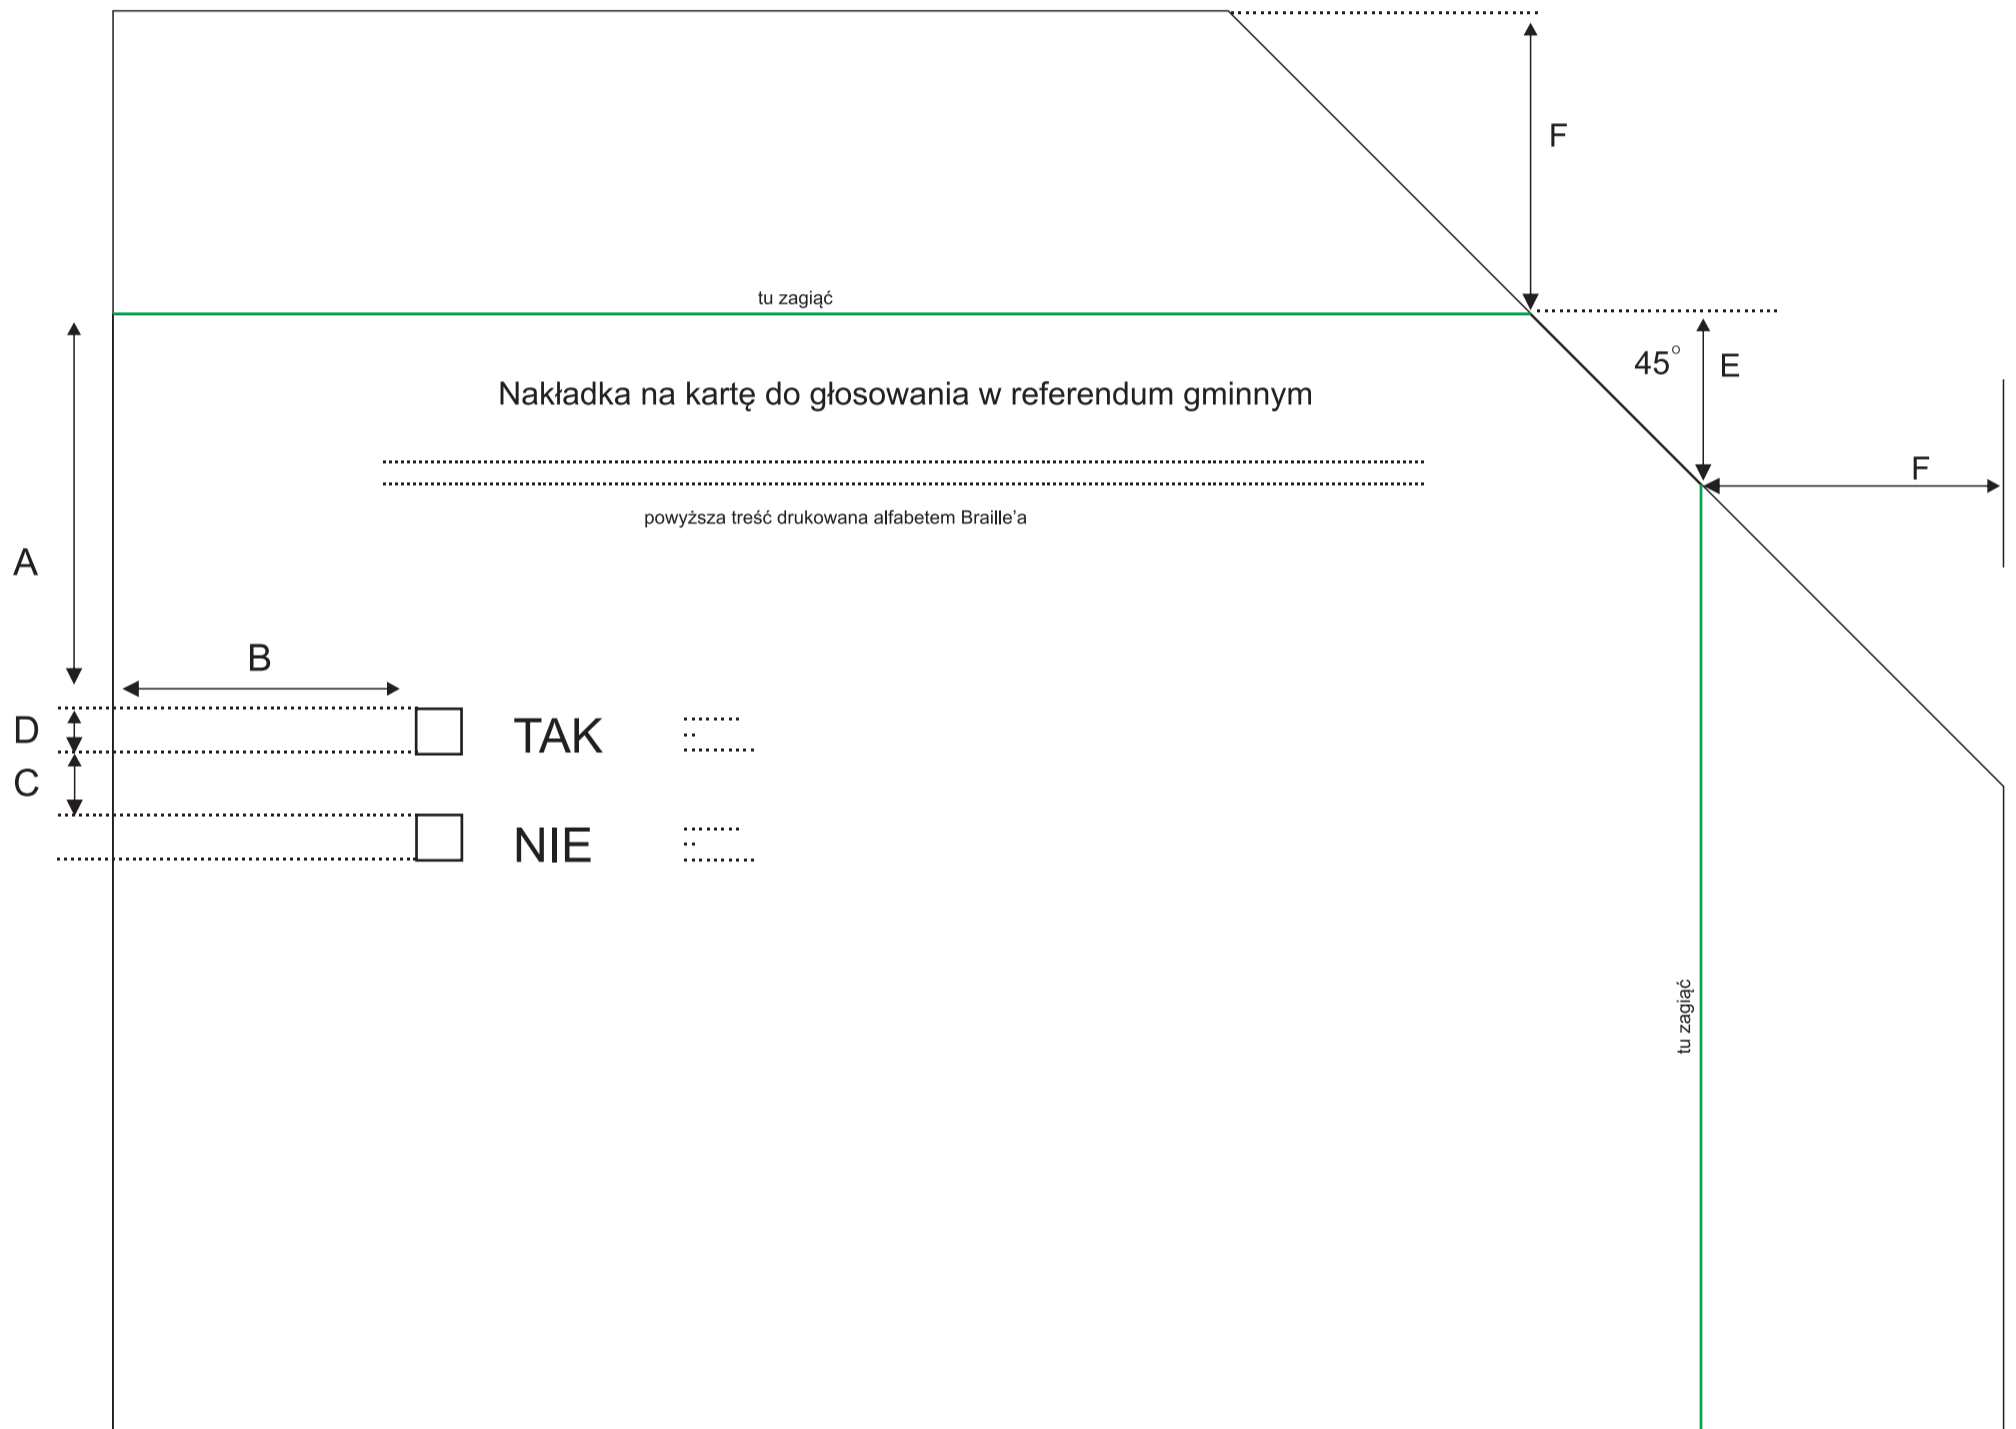 F
tu zagiąć
45° E
Nakładka na kartę do głosowania w referendum gminnym
F
powyższa treść drukowana alfabetem Braille’a
A
B
D
TAK
C
NIE
tu zagiąć